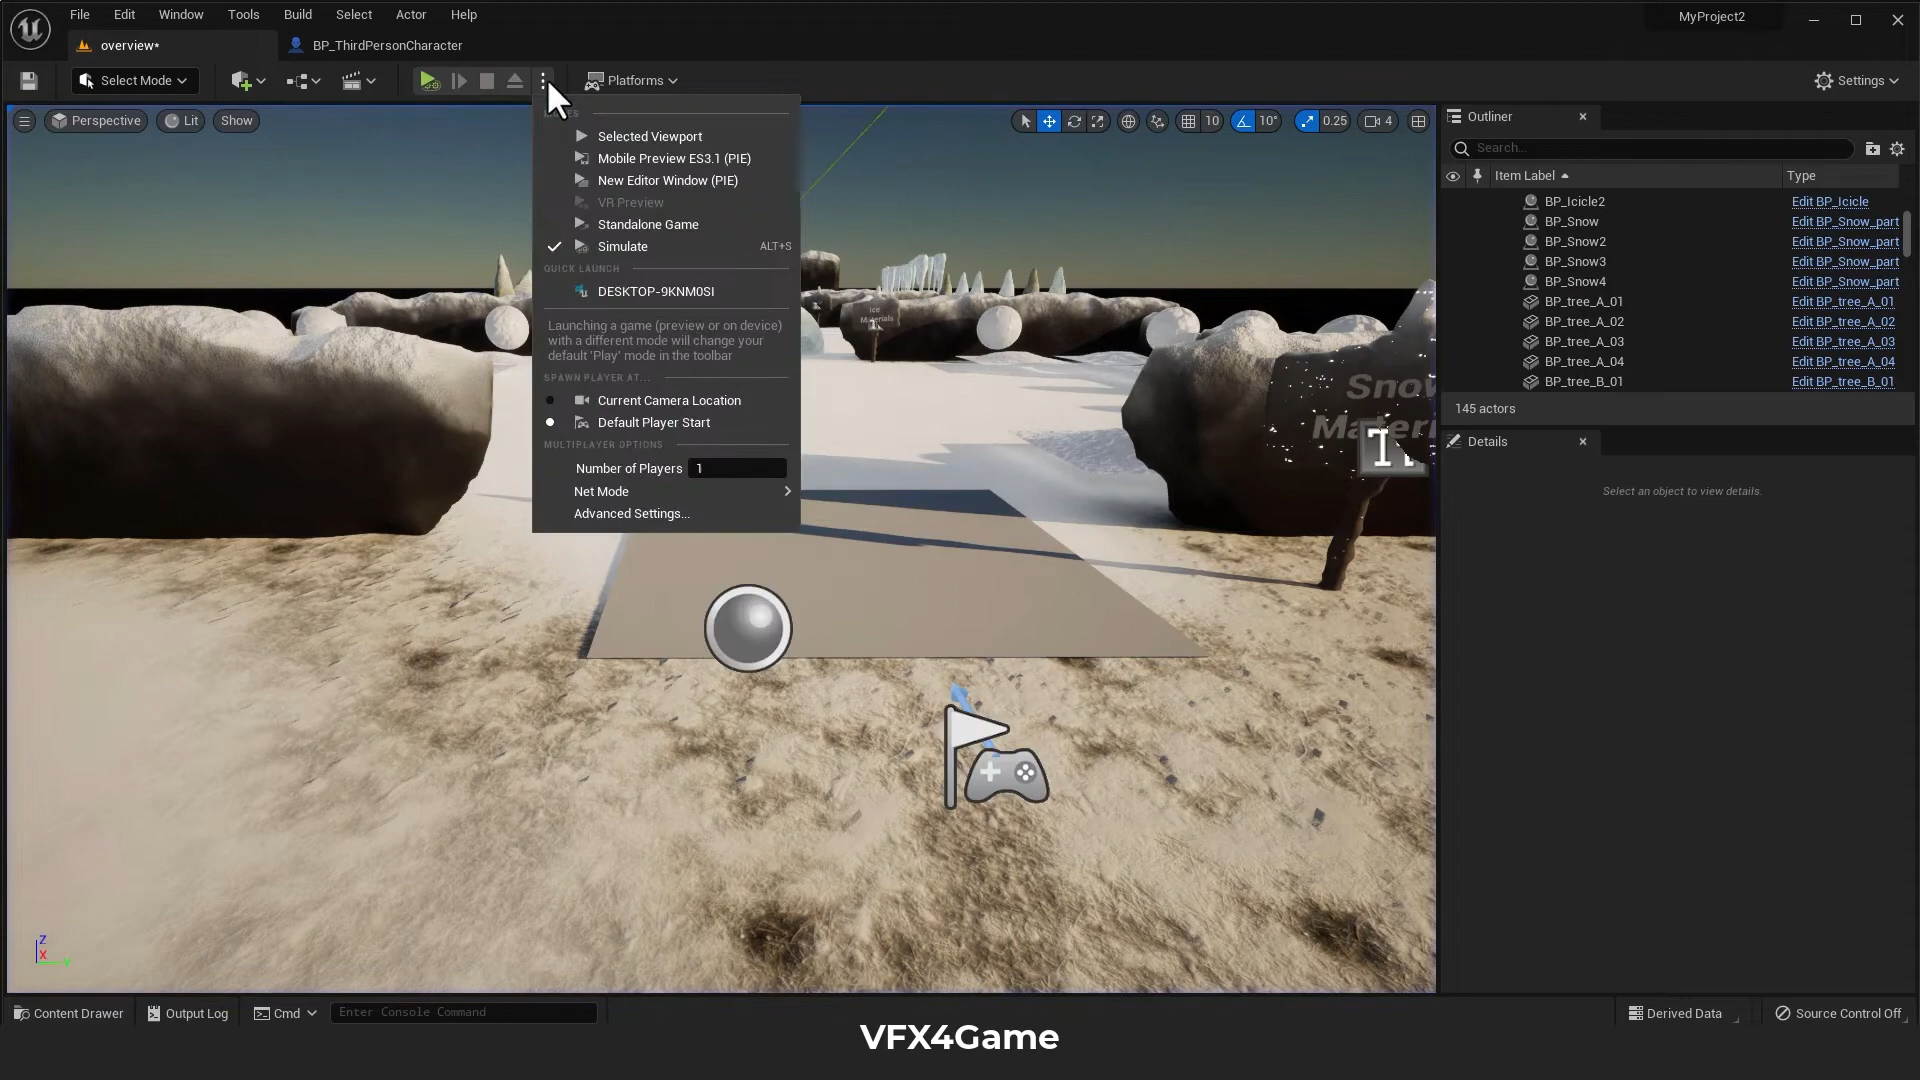 File Edit Window Tools Build Select Actor Help
MyProject2
overview*
BP_ThirdPersonCharacter
Select Mode
Platforms
Settings
Perspective
Lit
Show
10
10°
0.25
4
Selected Viewport
Mobile Preview ES3.1 (PIE)
New Editor Window (PIE)
VR Preview
Standalone Game
Simulate ALT+S
QUICK LAUNCH
DESKTOP-9KNM0SI
Launching a game (preview or on device)
with a different mode will change your
default 'Play' mode in the toolbar
SPAWN PLAYER AT...
Current Camera Location
Default Player Start
MULTIPLAYER OPTIONS
Number of Players 1
Net Mode
Advanced Settings...
Ice
Materials
Snow
Outliner
Search...
Item Label Type
BP_Icicle2 Edit BP_Icicle
BP_Snow Edit BP_Snow_part
BP_Snow2 Edit BP_Snow_part
BP_Snow3 Edit BP_Snow_part
BP_Snow4 Edit BP_Snow_part
BP_tree_A_01 Edit BP_tree_A_01
BP_tree_A_02 Edit BP_tree_A_02
BP_tree_A_03 Edit BP_tree_A_03
BP_tree_A_04 Edit BP_tree_A_04
BP_tree_B_01 Edit BP_tree_B_01
145 actors
Details
Select an object to view details.
Z
X
Y
Content Drawer
Output Log
Cmd
Enter Console Command
Derived Data
Source Control Off
VFX4Game